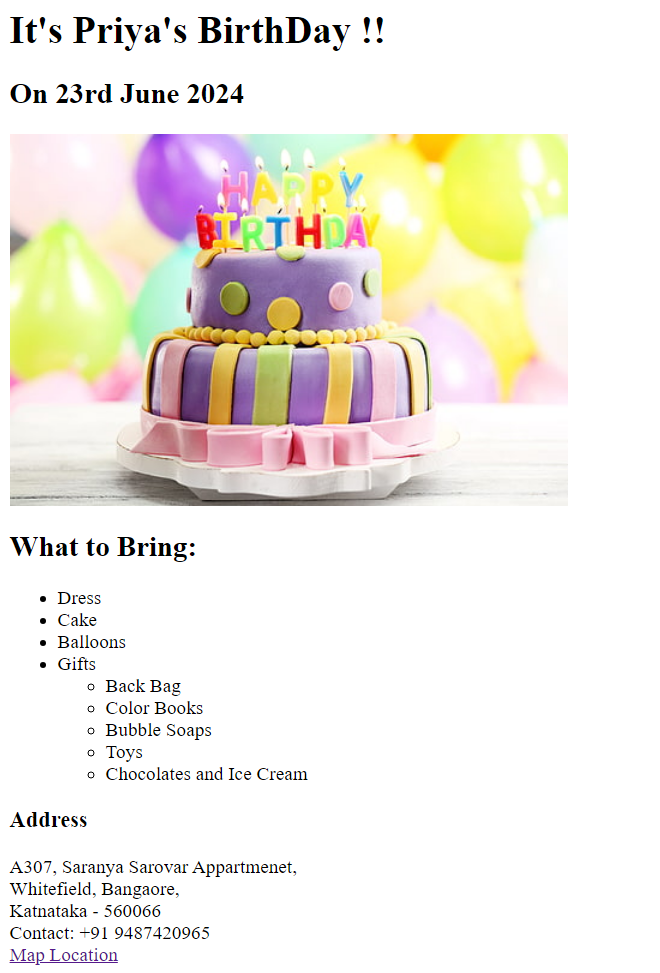 It's Priya's BirthDay !!
On 23rd June 2024
HAPPY
BIRTHDAY
What to Bring:
Dress
Cake
Balloons
Gifts
Back Bag
Color Books
Bubble Soaps
Toys
Chocolates and Ice Cream
Address
A307, Saranya Sarovar Appartmenet,
Whitefield, Bangaore,
Katnataka - 560066
Contact: +91 9487420965
Map Location